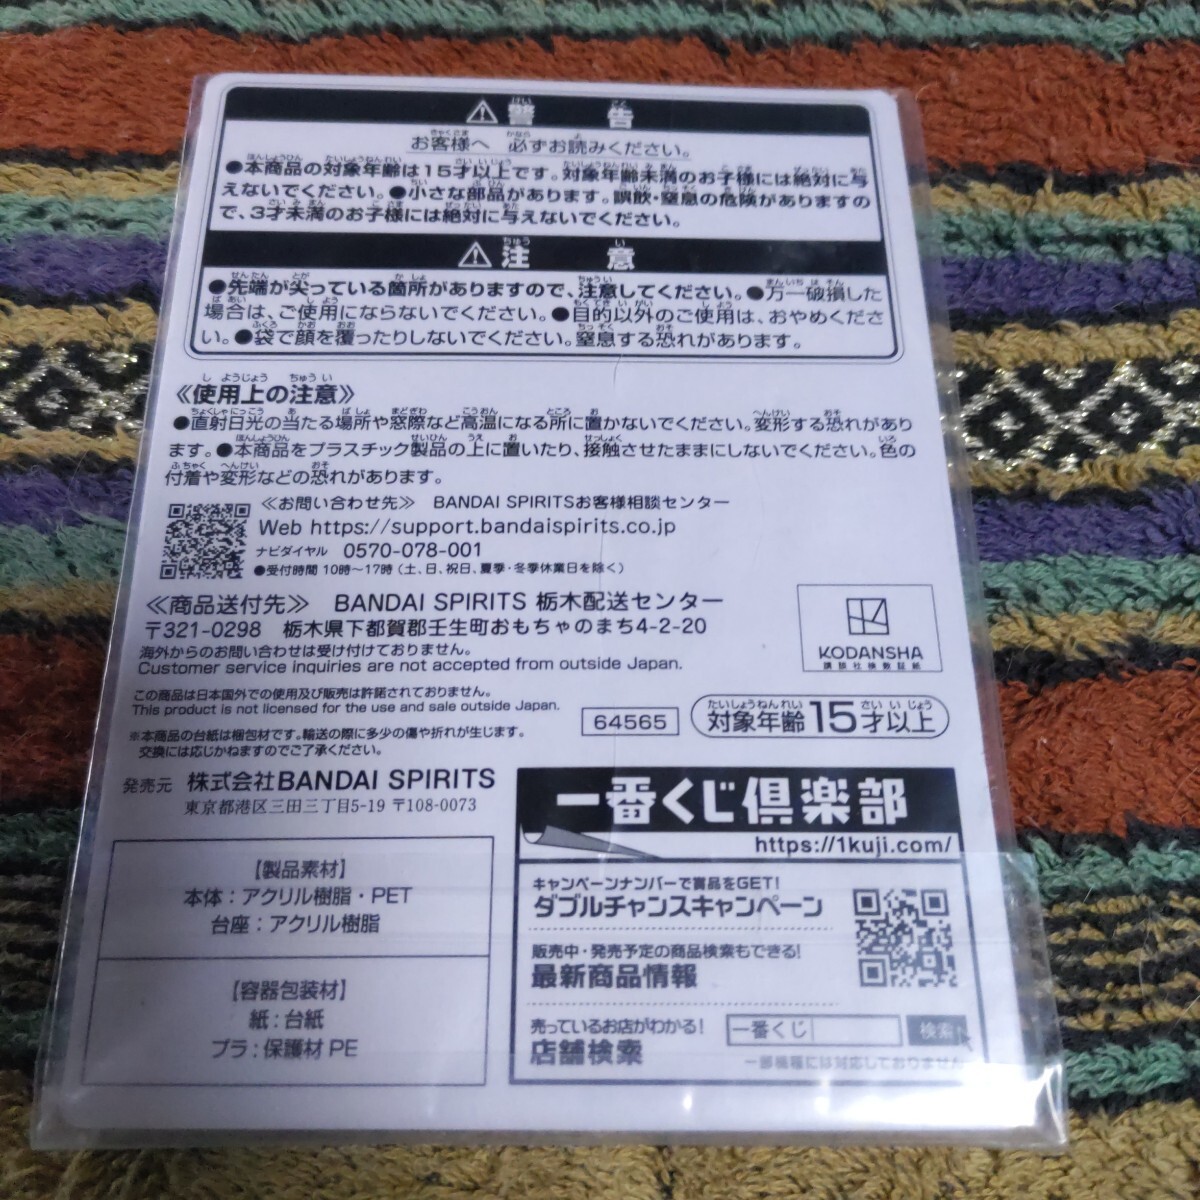 ⚠警告
お客様へ 必ずお読みください。
●本商品の対象年齢は15才以上です。対象年齢未満のお子様には絶対に与
えないでください。●小さな部品があります。誤飲・窒息の危険がありますの
で、3才未満のお子様には絶対に与えないでください。
⚠注意
●先端が尖っている箇所がありますので、注意してください。●万一破損した
場合は、ご使用にならないでください。●目的以外のご使用は、おやめくださ
い。●袋で顔を覆ったりしないでください。窒息する恐れがあります。
《使用上の注意》
●直射日光の当たる場所や窓際など高温になる所に置かないでください。変形する恐れがあり
ます。●本商品をプラスチック製品の上に置いたり、接触させたままにしないでください。色の
付着や変形などの恐れがあります。
≪お問い合わせ先≫ BANDAI SPIRITSお客様相談センター
Web https://support.bandaispirits.co.jp
ナビダイヤル 0570-078-001
●受付時間 10時～17時（土、日、祝日、夏季・冬季休業日を除く）
≪商品送付先≫ BANDAI SPIRITS 栃木配送センター
〒321-0298 栃木県下都賀郡壬生町おもちゃのまち4-2-20
海外からのお問い合わせは受け付けておりません。
Customer service inquiries are not accepted from outside Japan.
KODANSHA
講談社検数証紙
この商品は日本国外での使用及び販売は許諾されておりません。
This product is not licensed for the use and sale outside Japan.
64565
対象年齢15才以上
※本商品の台紙は梱包材です。輸送の際に多少の傷や折れが生じます。
交換には応じかねますのでご了承ください。
発売元 株式会社BANDAI SPIRITS
東京都港区三田三丁目5-19 〒108-0073
【製品素材】
本体：アクリル樹脂・PET
台座：アクリル樹脂
【容器包装材】
紙：台紙
プラ：保護材 PE
一番くじ倶楽部
https://1kuji.com/
キャンペーンナンバーで賞品をGET!
ダブルチャンスキャンペーン
販売中・発売予定の商品検索もできる!
最新商品情報
売っているお店がわかる!
店舗検索
一番くじ
検索
一部機種には対応しておりません